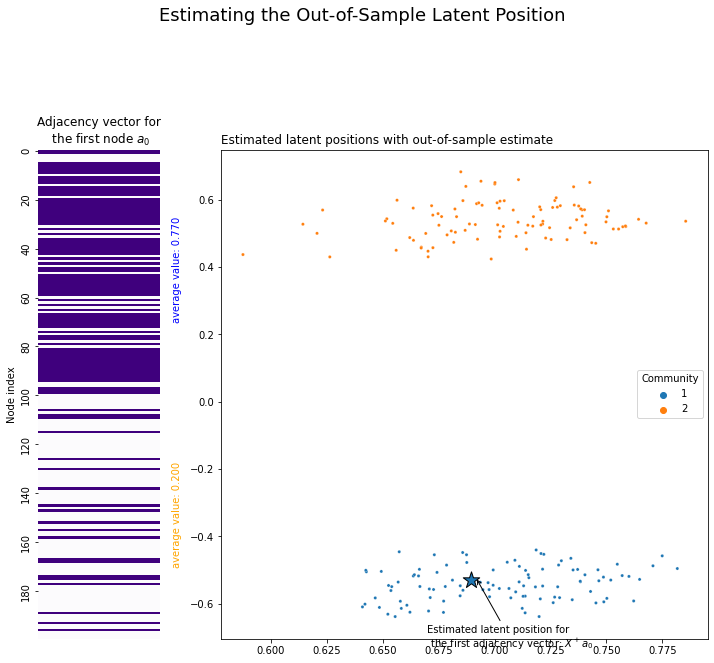 Estimating the Out-of-Sample Latent Position
Adjacency vector for
the first node a₀
0
20
40
60
80
100
120
140
160
180
Node index
average value: 0.770
average value: 0.200
Estimated latent positions with out-of-sample estimate
0.6
0.4
0.2
0.0
−0.2
−0.4
−0.6
Community
1
2
Estimated latent position for
the first adjacency vector: X⁺a₀
0.600
0.625
0.650
0.675
0.700
0.725
0.750
0.775